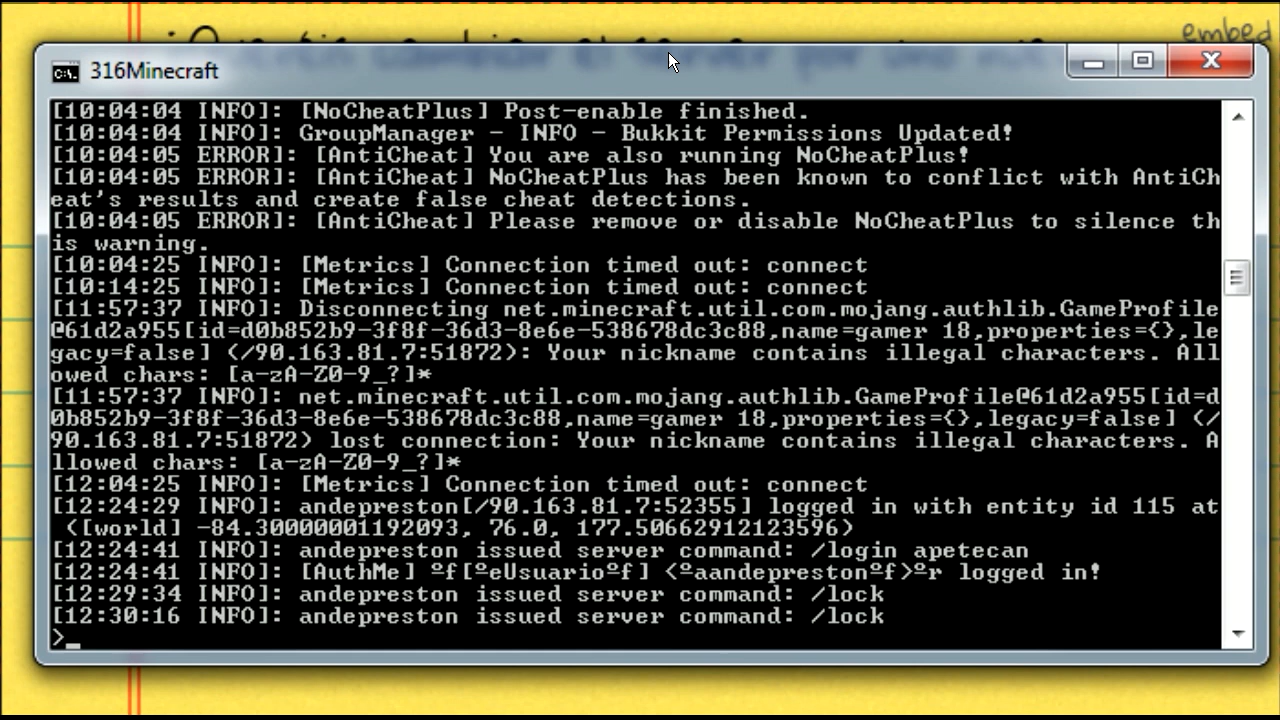 embed
316Minecraft
[10:04:04 INFO]: [NoCheatPlus] Post-enable finished.
[10:04:04 INFO]: GroupManager - INFO - Bukkit Permissions Updated!
[10:04:05 ERROR]: [AntiCheat] You are also running NoCheatPlus!
[10:04:05 ERROR]: [AntiCheat] NoCheatPlus has been known to conflict with AntiCh
eat's results and create false cheat detections.
[10:04:05 ERROR]: [AntiCheat] Please remove or disable NoCheatPlus to silence th
is warning.
[10:04:25 INFO]: [Metrics] Connection timed out: connect
[10:14:25 INFO]: [Metrics] Connection timed out: connect
[11:57:37 INFO]: Disconnecting net.minecraft.util.com.mojang.authlib.GameProfile
@61d2a955[id=d0b852b9-3f8f-36d3-8e6e-538678dc3c88,name=gamer 18,properties={},le
gacy=false] (/90.163.81.7:51872): Your nickname contains illegal characters. All
owed chars: [a-zA-Z0-9_?]*
[11:57:37 INFO]: net.minecraft.util.com.mojang.authlib.GameProfile@61d2a955[id=d
0b852b9-3f8f-36d3-8e6e-538678dc3c88,name=gamer 18,properties={},legacy=false] (/
90.163.81.7:51872) lost connection: Your nickname contains illegal characters. A
llowed chars: [a-zA-Z0-9_?]*
[12:04:25 INFO]: [Metrics] Connection timed out: connect
[12:24:29 INFO]: andepreston[/90.163.81.7:52355] logged in with entity id 115 at
([world] -84.30000001192093, 76.0, 177.50662912123596)
[12:24:41 INFO]: andepreston issued server command: /login apetecan
[12:24:41 INFO]: [AuthMe] ºf[ºeUsuarioºf] <ºaandeprestonºf>ºr logged in!
[12:29:34 INFO]: andepreston issued server command: /lock
[12:30:16 INFO]: andepreston issued server command: /lock
>_